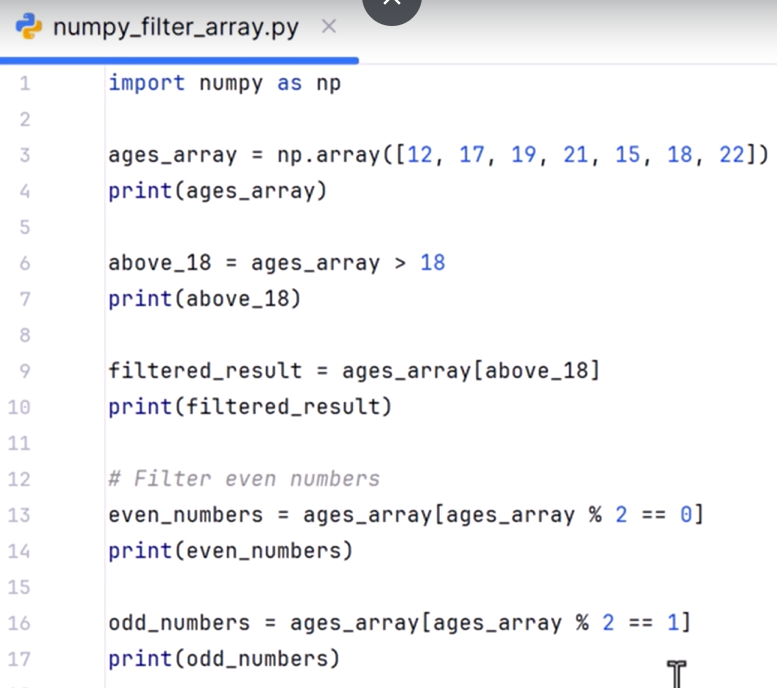 numpy_filter_array.py ×
1 import numpy as np
2
3 ages_array = np.array([12, 17, 19, 21, 15, 18, 22])
4 print(ages_array)
5
6 above_18 = ages_array > 18
7 print(above_18)
8
9 filtered_result = ages_array[above_18]
10 print(filtered_result)
11
12 # Filter even numbers
13 even_numbers = ages_array[ages_array % 2 == 0]
14 print(even_numbers)
15
16 odd_numbers = ages_array[ages_array % 2 == 1]
17 print(odd_numbers)